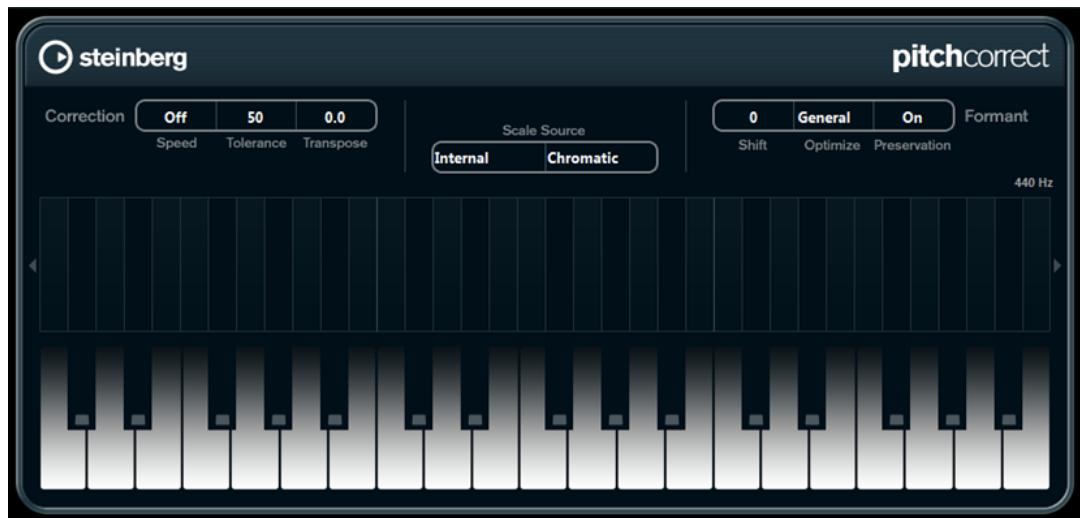 steinberg
pitchcorrect
Correction Off 50 0.0
Speed Tolerance Transpose
Scale Source
Internal Chromatic
0 General On Formant
Shift Optimize Preservation
440 Hz